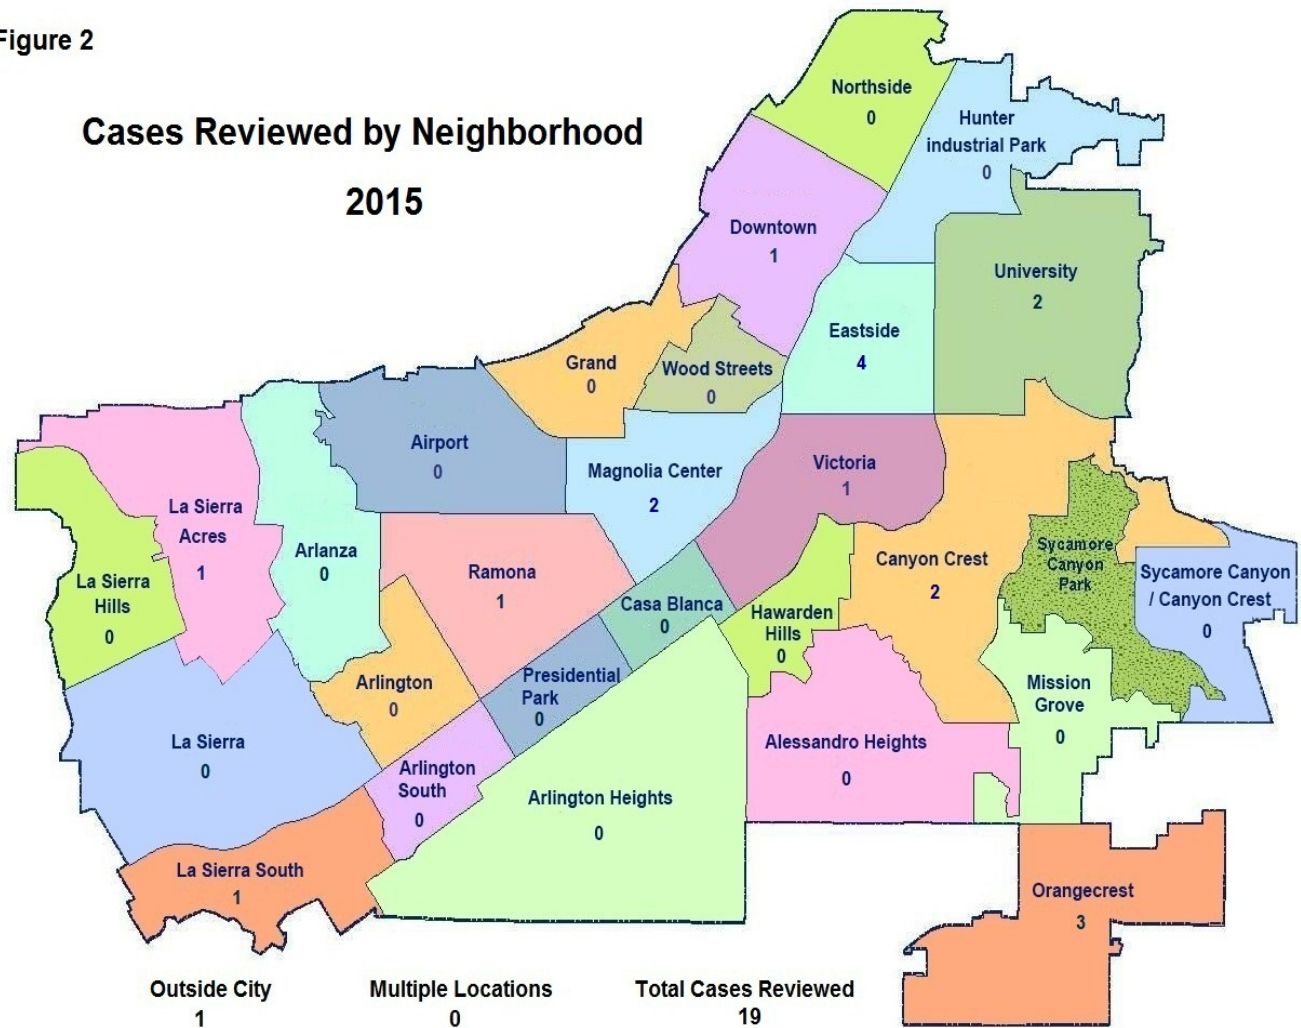 Figure 2
Cases Reviewed by Neighborhood
2015
Northside
0
Hunter
industrial Park
0
Downtown
1
University
2
Eastside
4
Grand
0
Wood Streets
0
Airport
0
Magnolia Center
2
Victoria
1
La Sierra
Acres
1
Arlanza
0
Ramona
1
Canyon Crest
2
Sycamore
Canyon
Park
Sycamore Canyon
/ Canyon Crest
0
La Sierra
Hills
0
Casa Blanca
0
Hawarden
Hills
0
Arlington
0
Presidential
Park
0
Mission
Grove
0
La Sierra
0
Arlington
South
0
Arlington Heights
0
Alessandro Heights
0
La Sierra South
1
Orangecrest
3
Outside City
1
Multiple Locations
0
Total Cases Reviewed
19